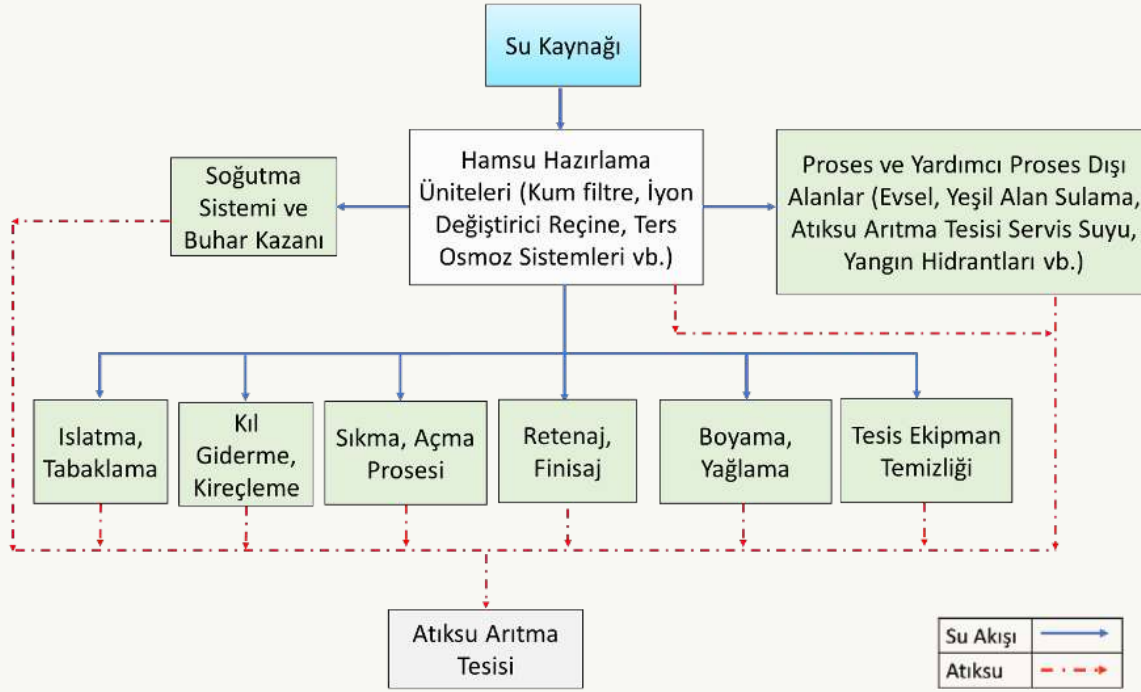 Su Kaynağı
Hamsu Hazırlama
Üniteleri (Kum filtre, İyon
Değiştirici Reçine, Ters
Osmoz Sistemleri vb.)
Soğutma
Sistemi ve
Buhar Kazanı
Proses ve Yardımcı Proses Dışı
Alanlar (Evsel, Yeşil Alan Sulama,
Atıksu Arıtma Tesisi Servis Suyu,
Yangın Hidrantları vb.)
Islatma,
Tabaklama
Kıl
Giderme,
Kireçleme
Sıkma, Açma
Prosesi
Retenaj,
Finisaj
Boyama,
Yağlama
Tesis Ekipman
Temizliği
Atıksu Arıtma
Tesisi
Su Akışı
Atıksu